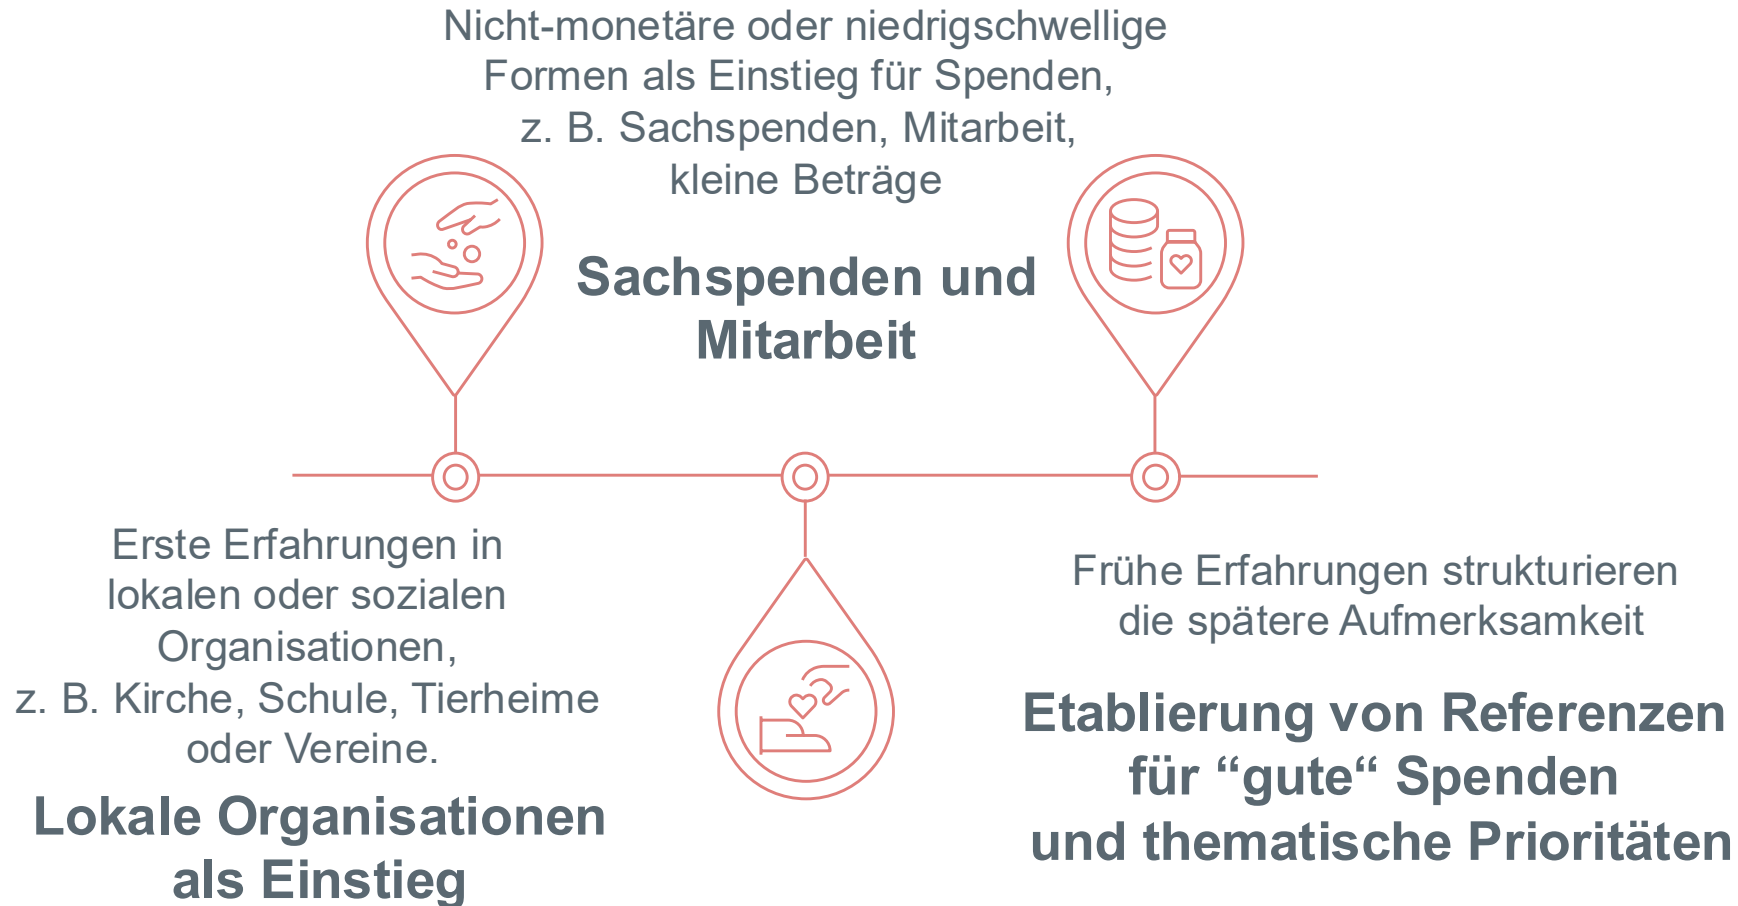 Nicht-monetäre oder niedrigschwellige
Formen als Einstieg für Spenden,
z. B. Sachspenden, Mitarbeit,
kleine Beträge
Sachspenden und
Mitarbeit
Erste Erfahrungen in
lokalen oder sozialen
Organisationen,
z. B. Kirche, Schule, Tierheime
oder Vereine.
Lokale Organisationen
als Einstieg
Frühe Erfahrungen strukturieren
die spätere Aufmerksamkeit
Etablierung von Referenzen
für “gute“ Spenden
und thematische Prioritäten